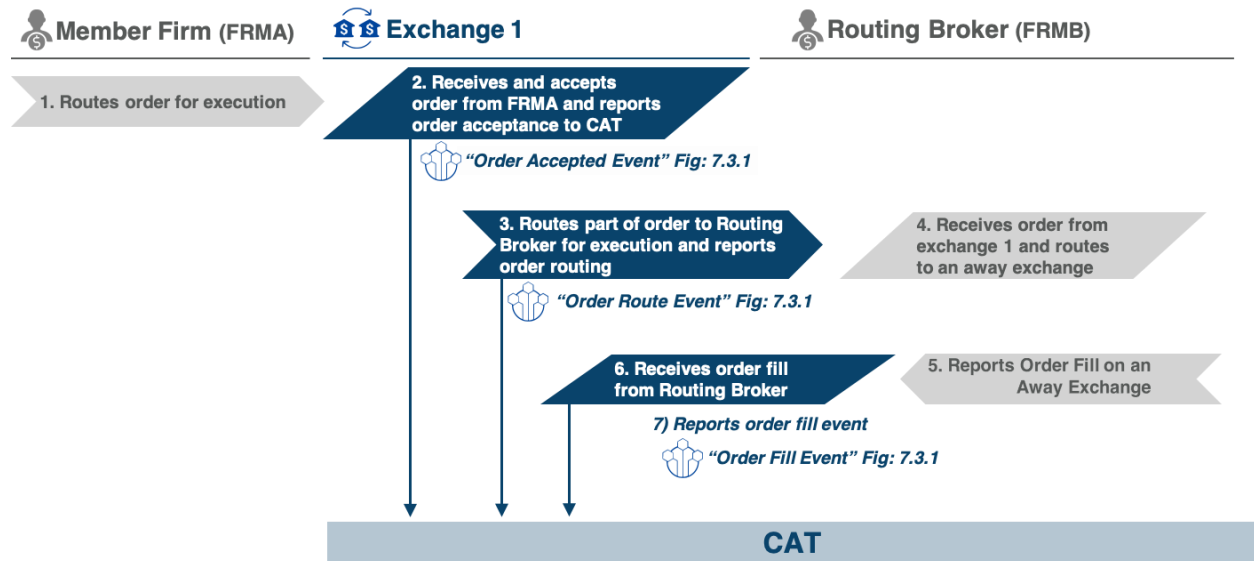 Member Firm (FRMA)
Exchange 1
Routing Broker (FRMB)
1. Routes order for execution
2. Receives and accepts
order from FRMA and reports
order acceptance to CAT
“Order Accepted Event” Fig: 7.3.1
3. Routes part of order to Routing
Broker for execution and reports
order routing
4. Receives order from
exchange 1 and routes
to an away exchange
“Order Route Event” Fig: 7.3.1
6. Receives order fill
from Routing Broker
5. Reports Order Fill on an
Away Exchange
7) Reports order fill event
“Order Fill Event” Fig: 7.3.1
CAT